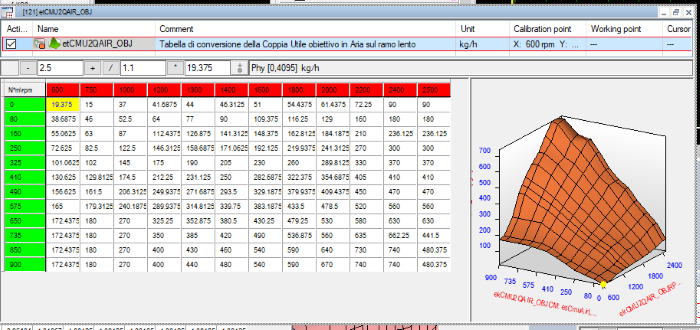 [121] etCMU2QAIR_OBJ
Acti... Name Comment Unit Calibration point Working point Cursor
etCMU2QAIR_OBJ Tabella di conversione della Coppia Utile obiettivo in Aria sul ramo lento kg/h X: 600 rpm Y: ... --- ---
- 2.5 + / 1.1 * 19.375 Phy [0,4095] kg/h
N*m\rpm 600 750 1000 1200 1400 1600 1800 2000 2200 2400 2500
0 19.375 15 37 41.6875 44 46.3125 51 54.4375 61.4375 72.25 90 90
80 38.6875 46 52.5 64 77 90 109.375 116.25 129 160 180 180
160 55.0625 63 87 112.4375 126.875 141.3125 148.375 162.8125 184.1875 210 236.125 236.125
250 72.625 82.5 122.5 146.3125 158.6875 171.0625 192.125 219.9375 241.3125 270 300 300
325 101.0625 102 145 175 190 205 230 260 289.8125 330 370 370
410 130.625 129.8125 174.5 212.25 231.125 250 282.6875 322.375 354.6875 405 410 410
490 156.625 161.5 206.3125 249.9375 271.6875 293.5 329.1875 379.9375 409.4375 450 470 470
575 165 179.3125 240.1875 289.9375 314.8125 339.75 383.1875 433.5 478.5 520 560 560
650 172.4375 180 270 325.25 352.875 380.5 430.25 479.25 530 580 630 630
735 172.4375 180 270 350 385 420 490 536.875 560 635 662.25 441.5
850 172.4375 180 270 400 430 460 540 590 640 730 740 480.375
900 172.4375 180 270 400 440 480 540 590 670 740 740 480.375
700
600
500
400
300
200
100
900 735 575 410 250 80 0 600 1200 1800 2400